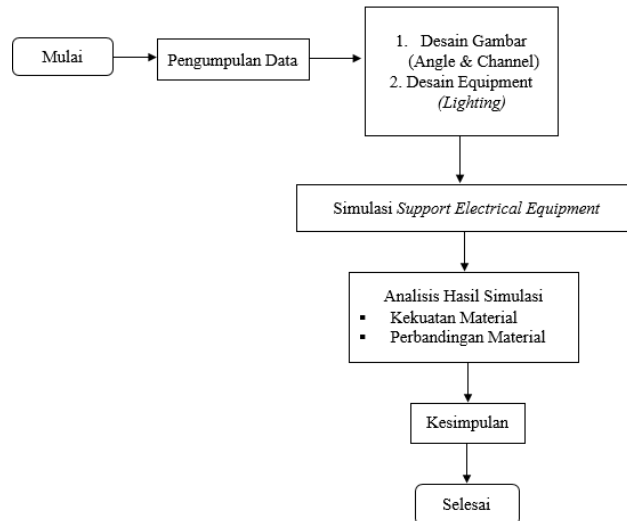 Mulai
Pengumpulan Data
1. Desain Gambar
(Angle & Channel)
2. Desain Equipment
(Lighting)
Simulasi Support Electrical Equipment
Analisis Hasil Simulasi
▪ Kekuatan Material
▪ Perbandingan Material
Kesimpulan
Selesai